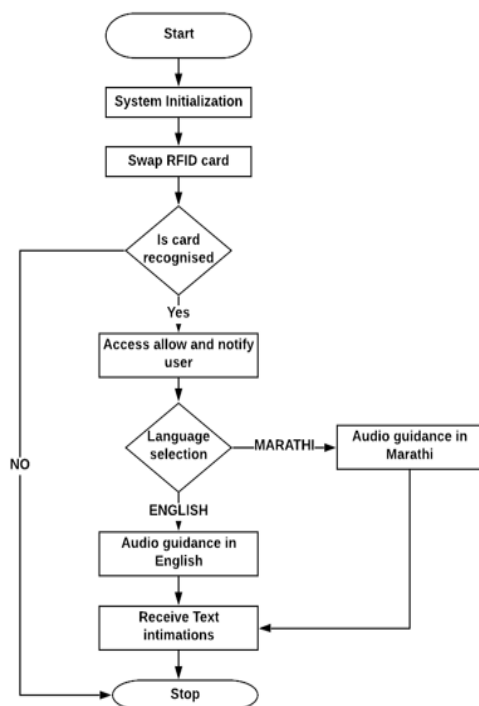 Start
System Initialization
Swap RFID card
Is card
recognised
Yes
Access allow and notify
user
Language
selection
MARATHI
Audio guidance in
Marathi
NO
ENGLISH
Audio guidance in
English
Receive Text
intimations
Stop